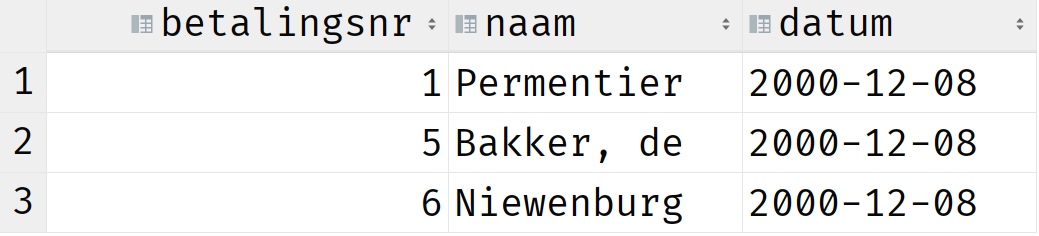 betalingsnr naam datum
1 1 Permentier 2000-12-08
2 5 Bakker, de 2000-12-08
3 6 Niewenburg 2000-12-08